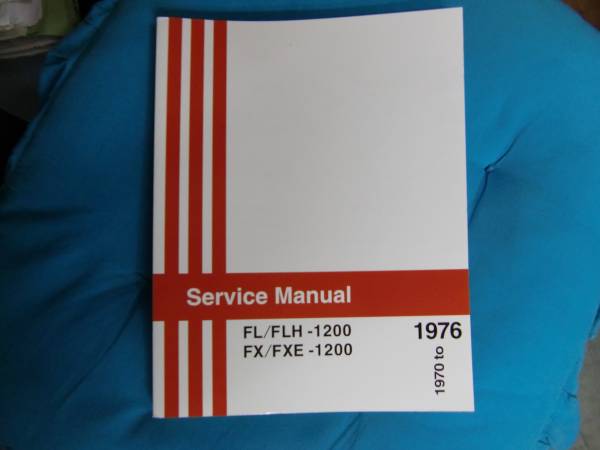 Service Manual
FL/FLH -1200
FX/FXE -1200
1970 to
1976